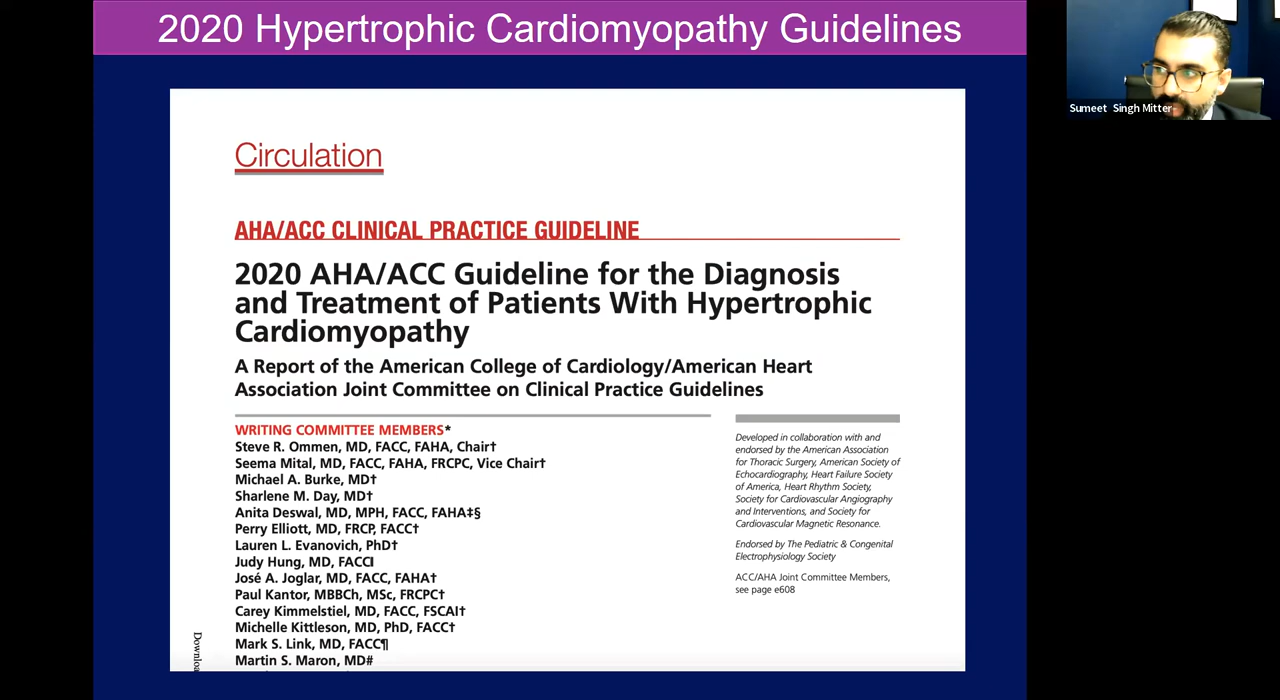 2020 Hypertrophic Cardiomyopathy Guidelines
Sumeet Singh Mitter
Circulation
AHA/ACC CLINICAL PRACTICE GUIDELINE
2020 AHA/ACC Guideline for the Diagnosis
and Treatment of Patients With Hypertrophic
Cardiomyopathy
A Report of the American College of Cardiology/American Heart
Association Joint Committee on Clinical Practice Guidelines
WRITING COMMITTEE MEMBERS*
Steve R. Ommen, MD, FACC, FAHA, Chair†
Seema Mital, MD, FACC, FAHA, FRCPC, Vice Chair†
Michael A. Burke, MD†
Sharlene M. Day, MD†
Anita Deswal, MD, MPH, FACC, FAHA‡§
Perry Elliott, MD, FRCP, FACC†
Lauren L. Evanovich, PhD†
Judy Hung, MD, FACC‖
José A. Joglar, MD, FACC, FAHA†
Paul Kantor, MBBCh, MSc, FRCPC†
Carey Kimmelstiel, MD, FACC, FSCAI†
Michelle Kittleson, MD, PhD, FACC†
Mark S. Link, MD, FACC¶
Martin S. Maron, MD#
Developed in collaboration with and
endorsed by the American Association
for Thoracic Surgery, American Society of
Echocardiography, Heart Failure Society
of America, Heart Rhythm Society,
Society for Cardiovascular Angiography
and Interventions, and Society for
Cardiovascular Magnetic Resonance.
Endorsed by The Pediatric & Congenital
Electrophysiology Society
ACC/AHA Joint Committee Members,
see page e608